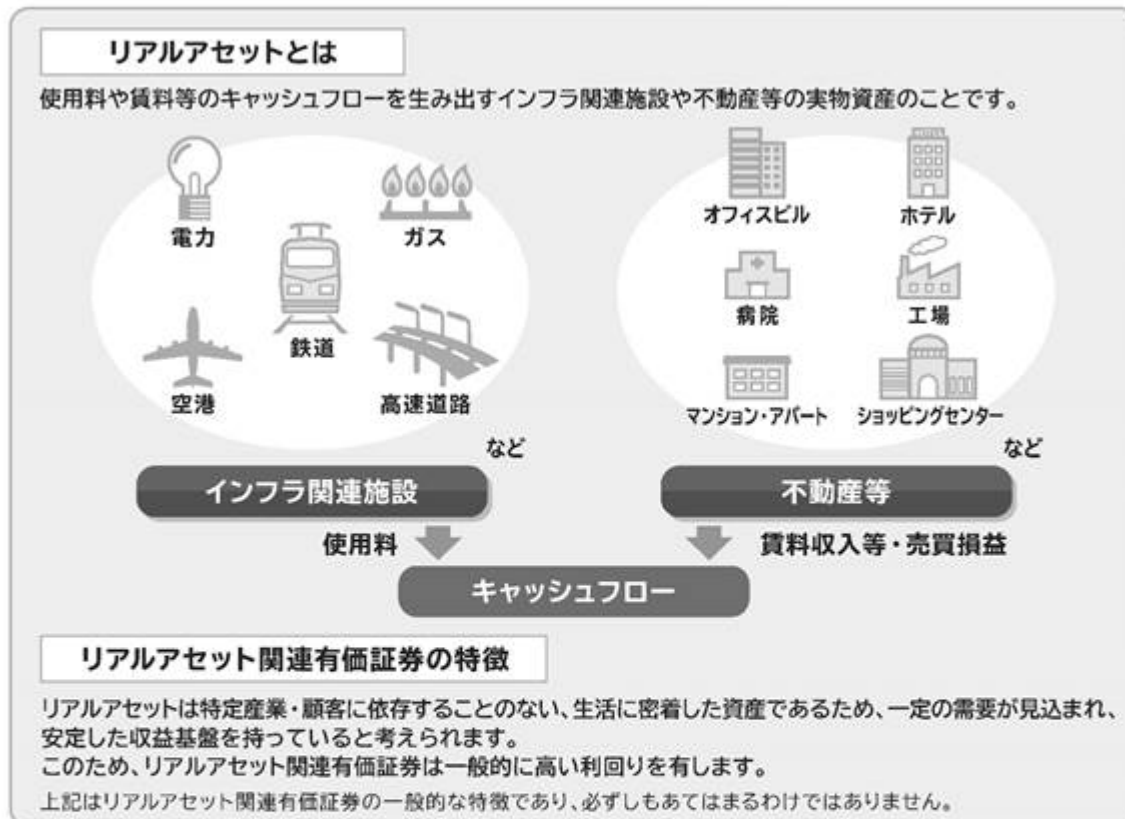 リアルアセットとは
使用料や賃料等のキャッシュフローを生み出すインフラ関連施設や不動産等の実物資産のことです。
電力
ガス
鉄道
空港
高速道路
など
インフラ関連施設
オフィスビル
ホテル
病院
工場
マンション・アパート
ショッピングセンター
など
不動産等
使用料
賃料収入等・売買損益
キャッシュフロー
リアルアセット関連有価証券の特徴
リアルアセットは特定産業・顧客に依存することのない、生活に密着した資産であるため、一定の需要が見込まれ、
安定した収益基盤を持っていると考えられます。
このため、リアルアセット関連有価証券は一般的に高い利回りを有します。
上記はリアルアセット関連有価証券の一般的な特徴であり、必ずしもあてはまるわけではありません。